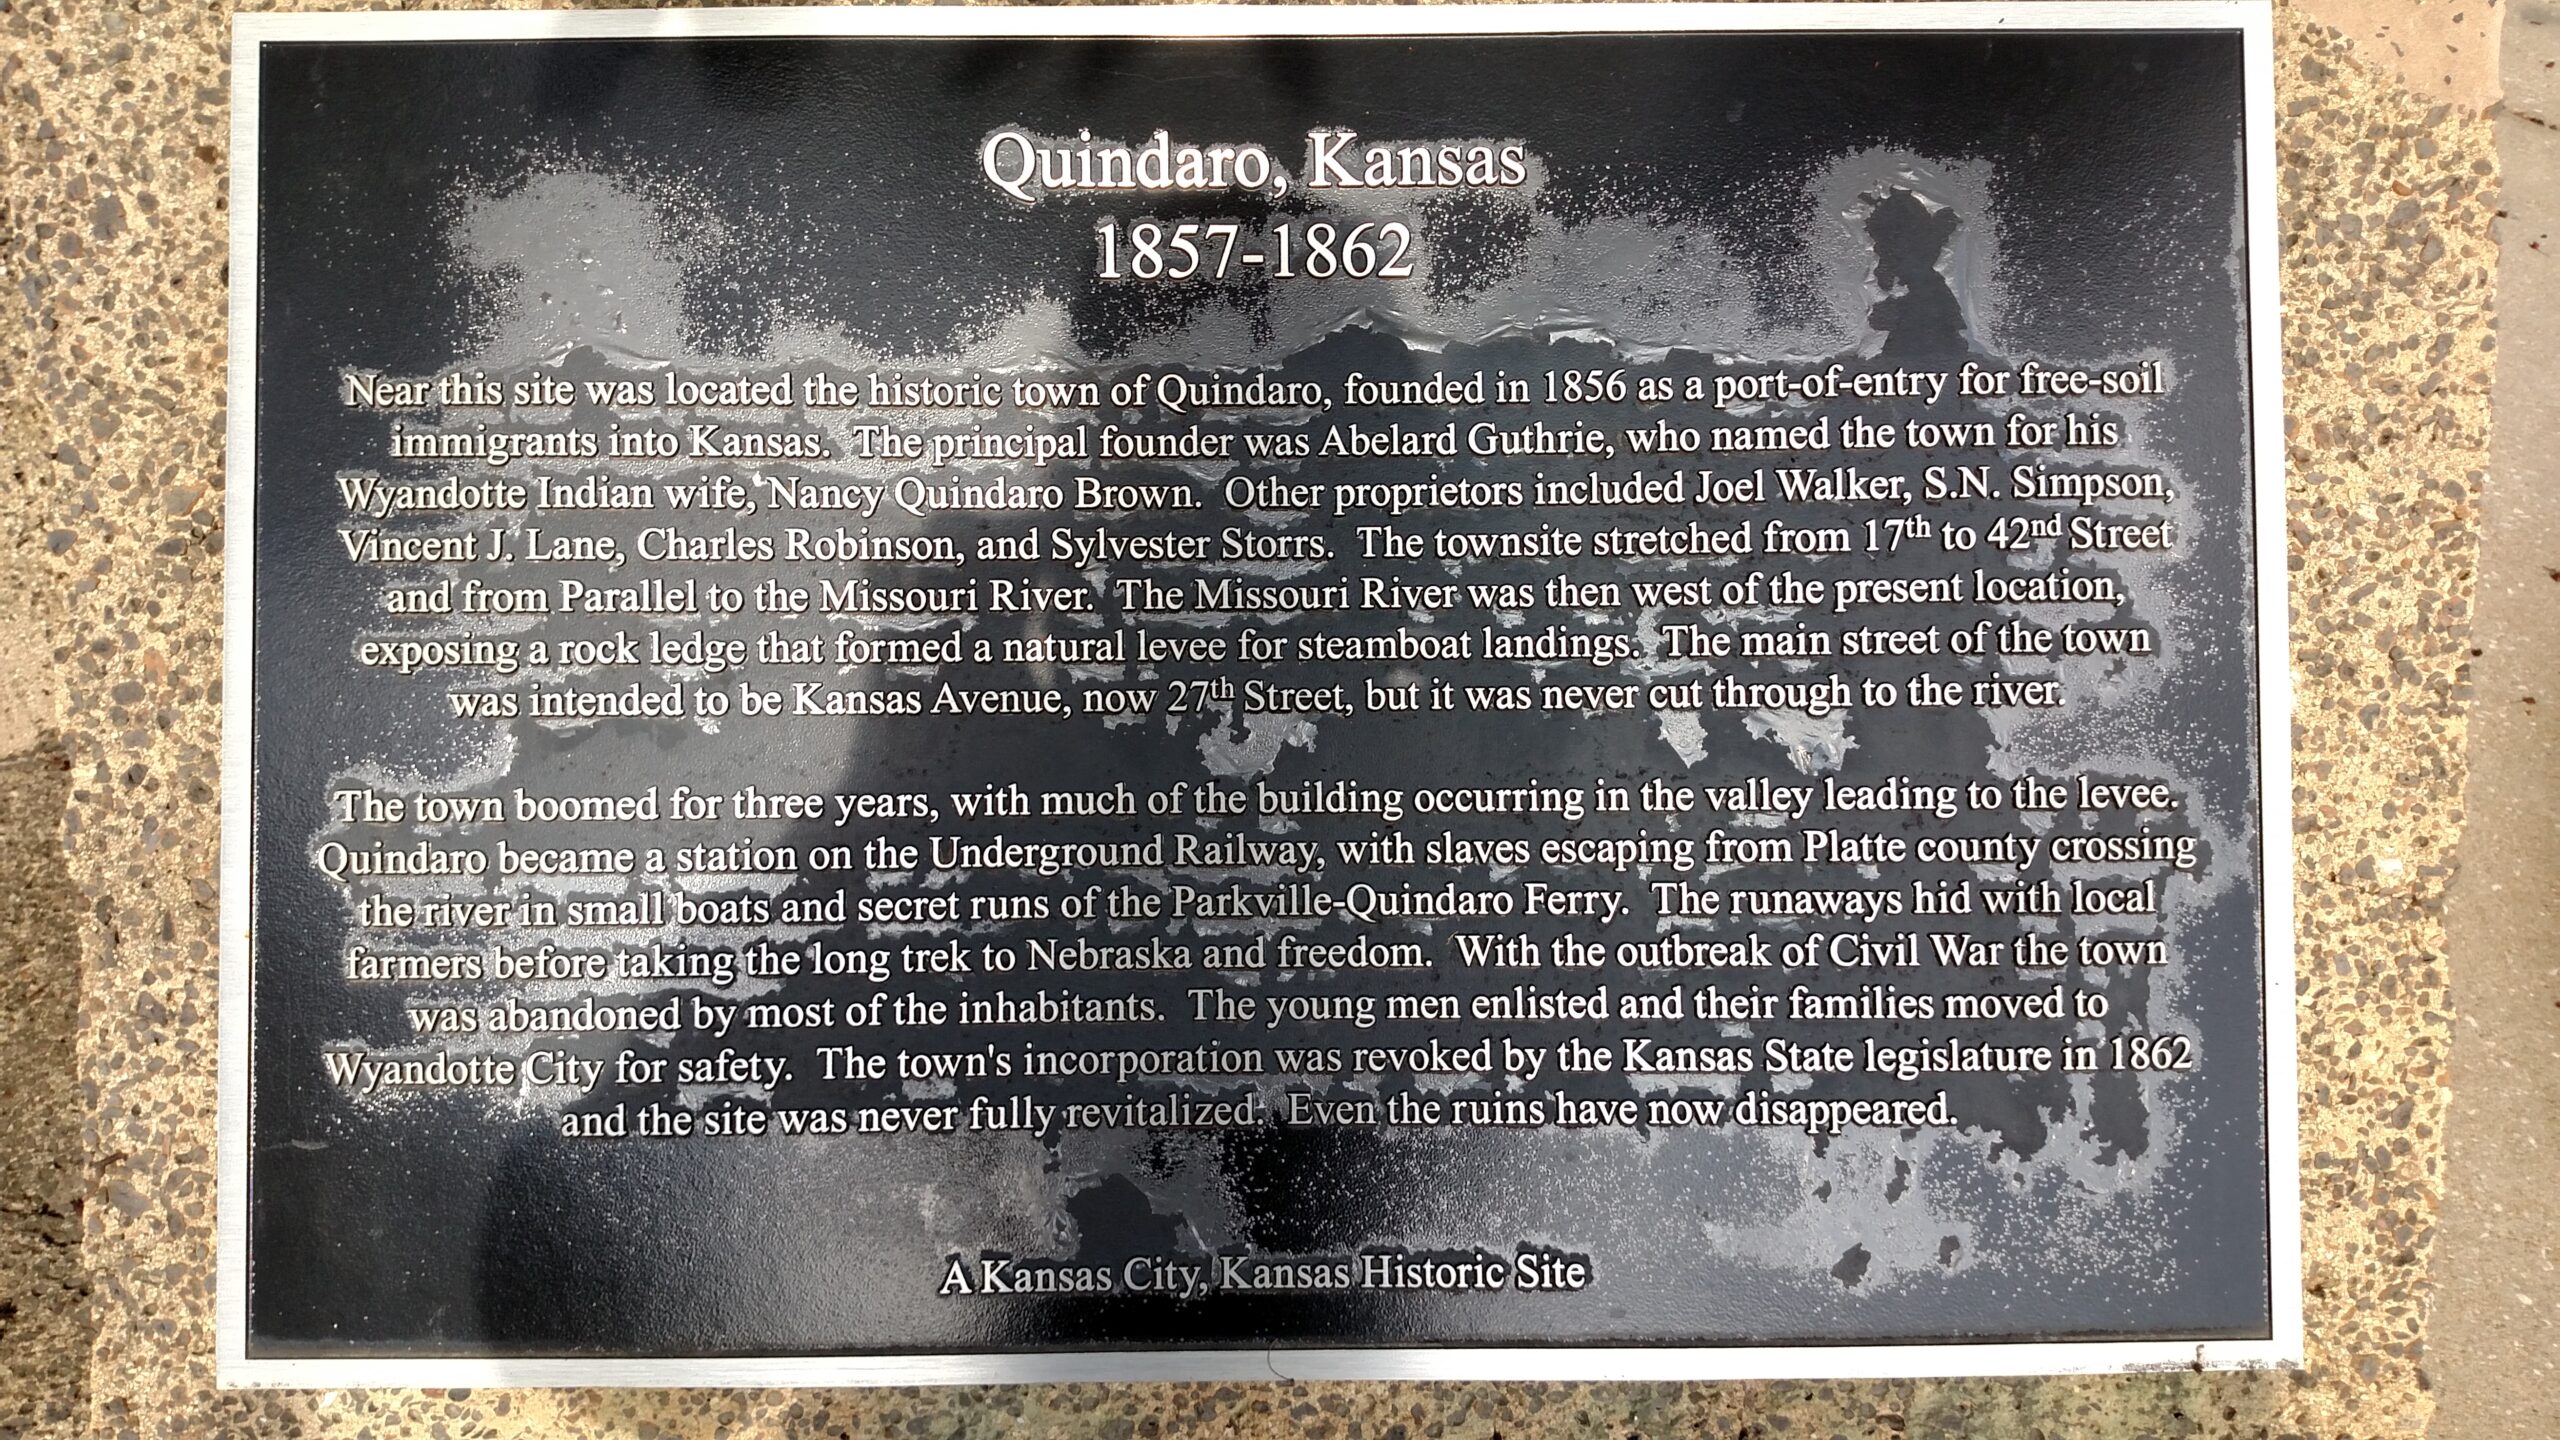 Quindaro, Kansas
1857-1862
Near this site was located the historic town of Quindaro, founded in 1856 as a port-of-entry for free-soil
immigrants into Kansas. The principal founder was Abelard Guthrie, who named the town for his
Wyandotte Indian wife, Nancy Quindaro Brown. Other proprietors included Joel Walker, S.N. Simpson,
Vincent J. Lane, Charles Robinson, and Sylvester Storrs. The townsite stretched from 17th to 42nd Street
and from Parallel to the Missouri River. The Missouri River was then west of the present location,
exposing a rock ledge that formed a natural levee for steamboat landings. The main street of the town
was intended to be Kansas Avenue, now 27th Street, but it was never cut through to the river.
The town boomed for three years, with much of the building occurring in the valley leading to the levee.
Quindaro became a station on the Underground Railway, with slaves escaping from Platte county crossing
the river in small boats and secret runs of the Parkville-Quindaro Ferry. The runaways hid with local
farmers before taking the long trek to Nebraska and freedom. With the outbreak of Civil War the town
was abandoned by most of the inhabitants. The young men enlisted and their families moved to
Wyandotte City for safety. The town's incorporation was revoked by the Kansas State legislature in 1862
and the site was never fully revitalized. Even the ruins have now disappeared.
A Kansas City, Kansas Historic Site